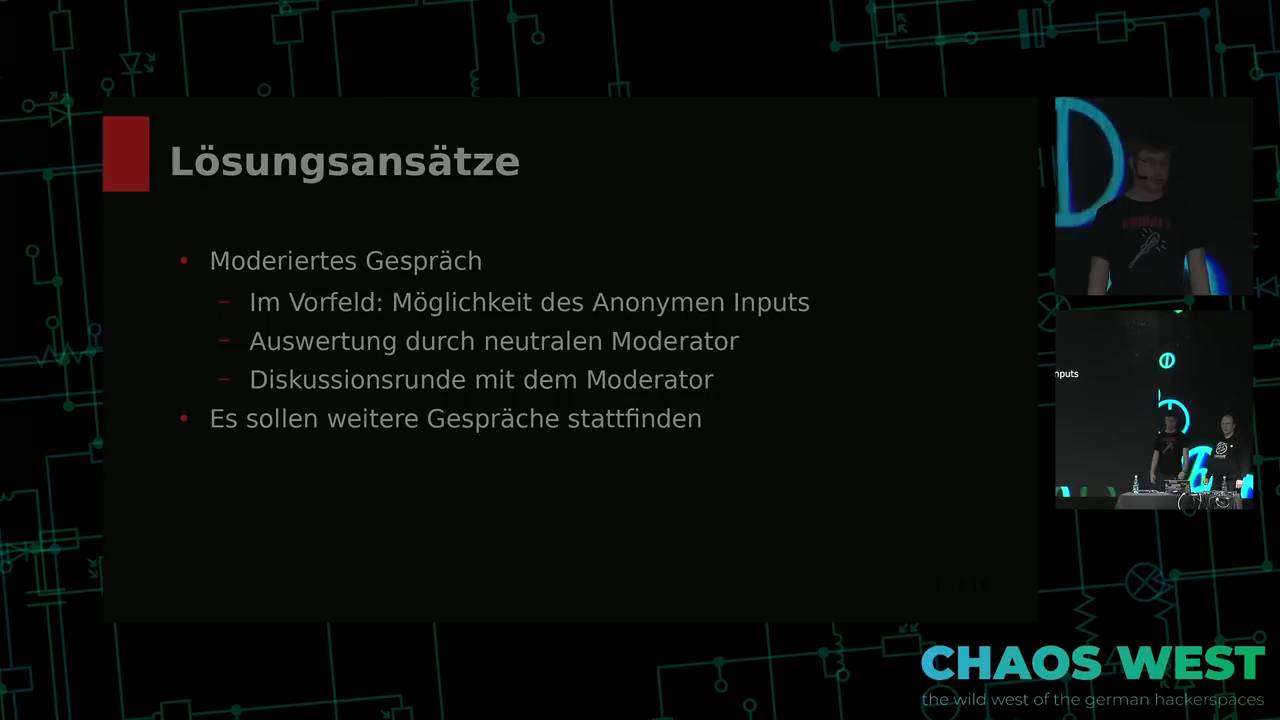 Lösungsansätze
• Moderiertes Gespräch
– Im Vorfeld: Möglichkeit des Anonymen Inputs
– Auswertung durch neutralen Moderator
– Diskussionsrunde mit dem Moderator
• Es sollen weitere Gespräche stattfinden
nputs
CHAOS WEST
the wild west of the german hackerspaces